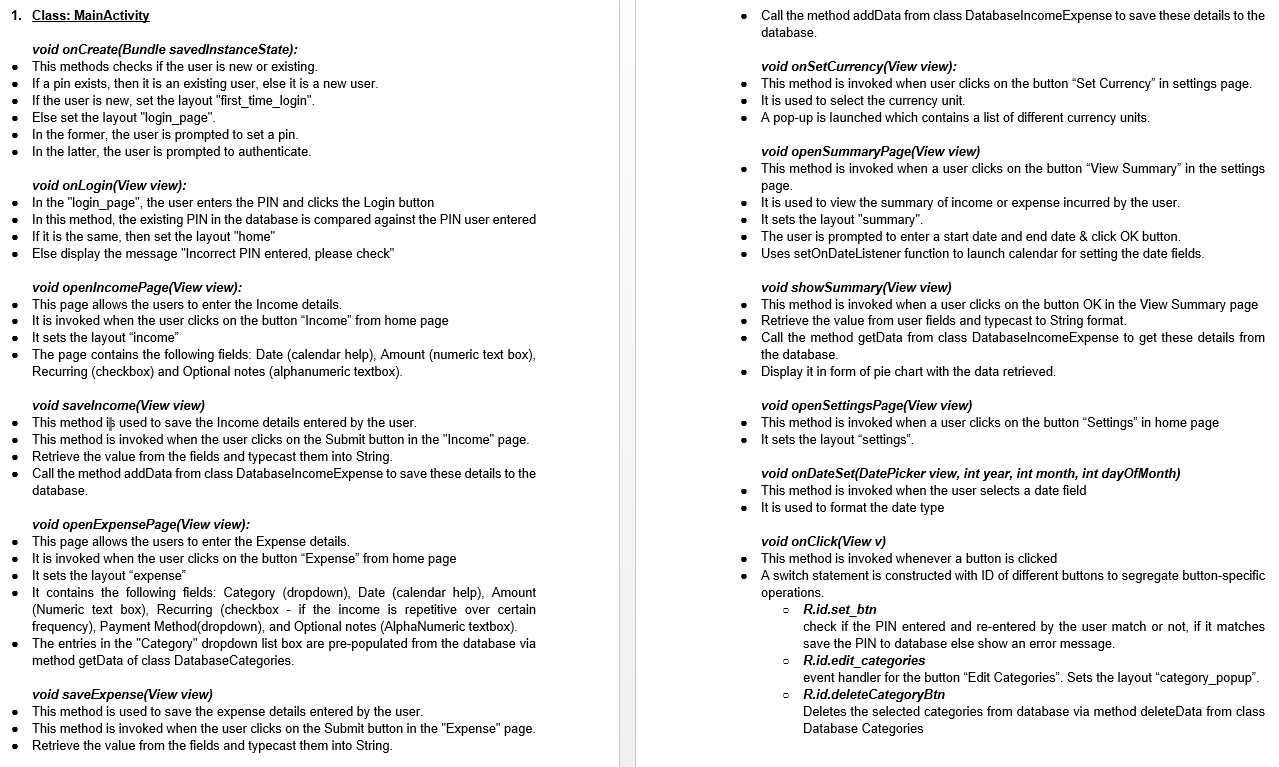 1. Class: MainActivity
void onCreate(Bundle savedInstanceState):
• This methods checks if the user is new or existing.
• If a pin exists, then it is an existing user, else it is a new user.
• If the user is new, set the layout "first_time_login".
• Else set the layout "login_page".
• In the former, the user is prompted to set a pin.
• In the latter, the user is prompted to authenticate.
void onLogin(View view):
• In the "login_page", the user enters the PIN and clicks the Login button
• In this method, the existing PIN in the database is compared against the PIN user entered
• If it is the same, then set the layout "home"
• Else display the message "Incorrect PIN entered, please check"
void openIncomePage(View view):
• This page allows the users to enter the Income details.
• It is invoked when the user clicks on the button “Income” from home page
• It sets the layout “income”
• The page contains the following fields: Date (calendar help), Amount (numeric text box),
Recurring (checkbox) and Optional notes (alphanumeric textbox).
void saveIncome(View view)
• This method is used to save the Income details entered by the user.
• This method is invoked when the user clicks on the Submit button in the "Income" page.
• Retrieve the value from the fields and typecast them into String.
• Call the method addData from class DatabaseIncomeExpense to save these details to the
database.
void openExpensePage(View view):
• This page allows the users to enter the Expense details.
• It is invoked when the user clicks on the button “Expense” from home page
• It sets the layout “expense”
• It contains the following fields: Category (dropdown), Date (calendar help), Amount
(Numeric text box), Recurring (checkbox - if the income is repetitive over certain
frequency), Payment Method(dropdown), and Optional notes (AlphaNumeric textbox).
• The entries in the "Category" dropdown list box are pre-populated from the database via
method getData of class DatabaseCategories.
void saveExpense(View view)
• This method is used to save the expense details entered by the user.
• This method is invoked when the user clicks on the Submit button in the "Expense" page.
• Retrieve the value from the fields and typecast them into String.
• Call the method addData from class DatabaseIncomeExpense to save these details to the
database.
void onSetCurrency(View view):
• This method is invoked when user clicks on the button “Set Currency” in settings page.
• It is used to select the currency unit.
• A pop-up is launched which contains a list of different currency units.
void openSummaryPage(View view)
• This method is invoked when a user clicks on the button “View Summary” in the settings
page.
• It is used to view the summary of income or expense incurred by the user.
• It sets the layout "summary".
• The user is prompted to enter a start date and end date & click OK button.
• Uses setOnDateListener function to launch calendar for setting the date fields.
void showSummary(View view)
• This method is invoked when a user clicks on the button OK in the View Summary page
• Retrieve the value from user fields and typecast to String format.
• Call the method getData from class DatabaseIncomeExpense to get these details from
the database.
• Display it in form of pie chart with the data retrieved.
void openSettingsPage(View view)
• This method is invoked when a user clicks on the button “Settings” in home page
• It sets the layout “settings”.
void onDateSet(DatePicker view, int year, int month, int dayOfMonth)
• This method is invoked when the user selects a date field
• It is used to format the date type
void onClick(View v)
• This method is invoked whenever a button is clicked
• A switch statement is constructed with ID of different buttons to segregate button-specific
operations.
○ R.id.set_btn
check if the PIN entered and re-entered by the user match or not, if it matches
save the PIN to database else show an error message.
○ R.id.edit_categories
event handler for the button “Edit Categories”. Sets the layout “category_popup”.
○ R.id.deleteCategoryBtn
Deletes the selected categories from database via method deleteData from class
Database Categories